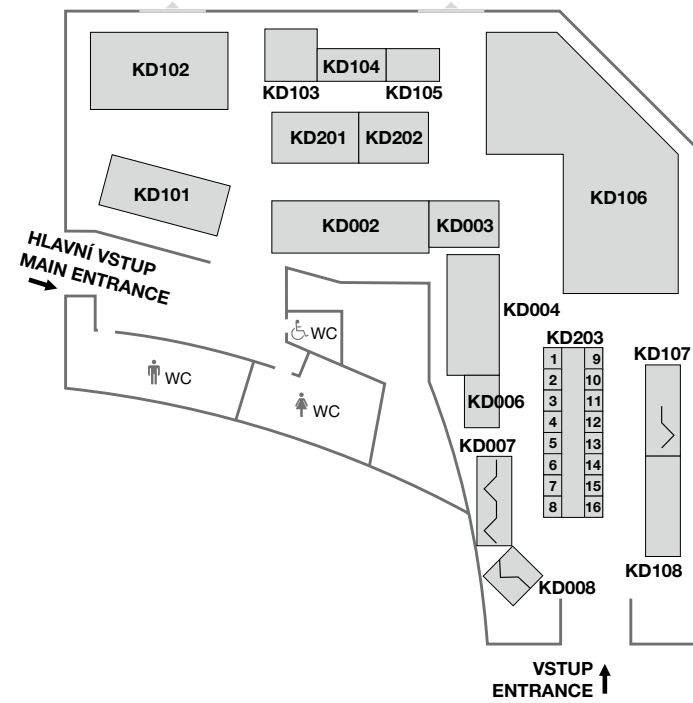 KD102
KD103
KD104
KD105
KD201
KD202
KD101
KD106
KD002
KD003
HLAVNÍ VSTUP
MAIN ENTRANCE
KD004
KD203
WC
KD107
WC
WC
KD006
1 9
2 10
3 11
4 12
5 13
6 14
7 15
8 16
KD007
KD008
KD108
VSTUP
ENTRANCE